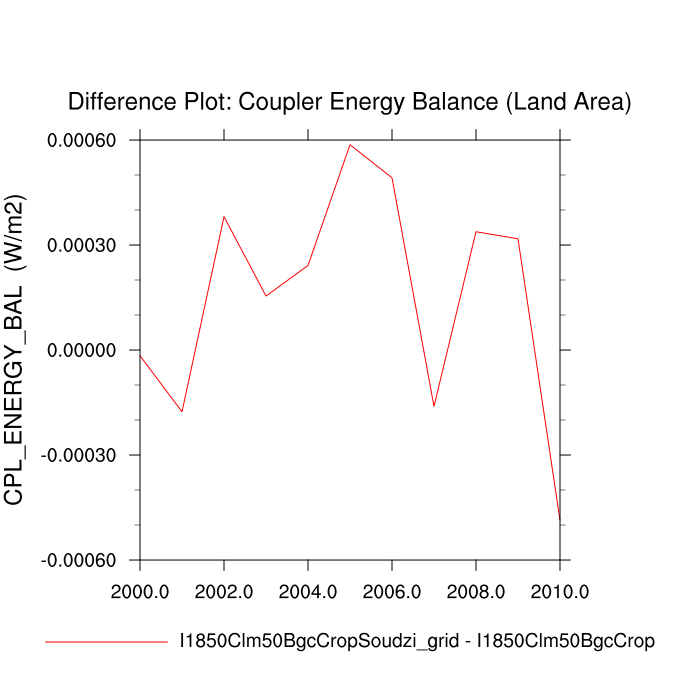 Difference Plot: Coupler Energy Balance (Land Area)
CPL_ENERGY_BAL (W/m2)
0.00060
0.00030
0.00000
-0.00030
-0.00060
2000.0 2002.0 2004.0 2006.0 2008.0 2010.0
I1850Clm50BgcCropSoudzi_grid - I1850Clm50BgcCrop